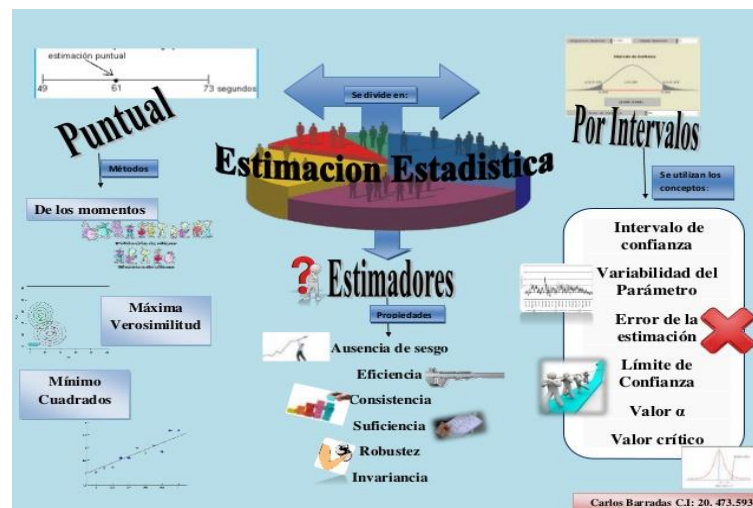 estimación puntual
49 61 73 segundos
Puntual
Métodos
De los momentos
Máxima
Verosimilitud
Mínimo
Cuadrados
Se divide en:
Estimacion Estadistica
Estimadores
Propiedades
Ausencia de sesgo
Eficiencia
Consistencia
Suficiencia
Robustez
Invariancia
Intervalo de Confianza
Por Intervalos
Se utilizan los
conceptos:
Intervalo de
confianza
Variabilidad del
Parámetro
Error de la
estimación
Límite de
Confianza
Valor α
Valor crítico
Carlos Barradas C.I: 20. 473.593